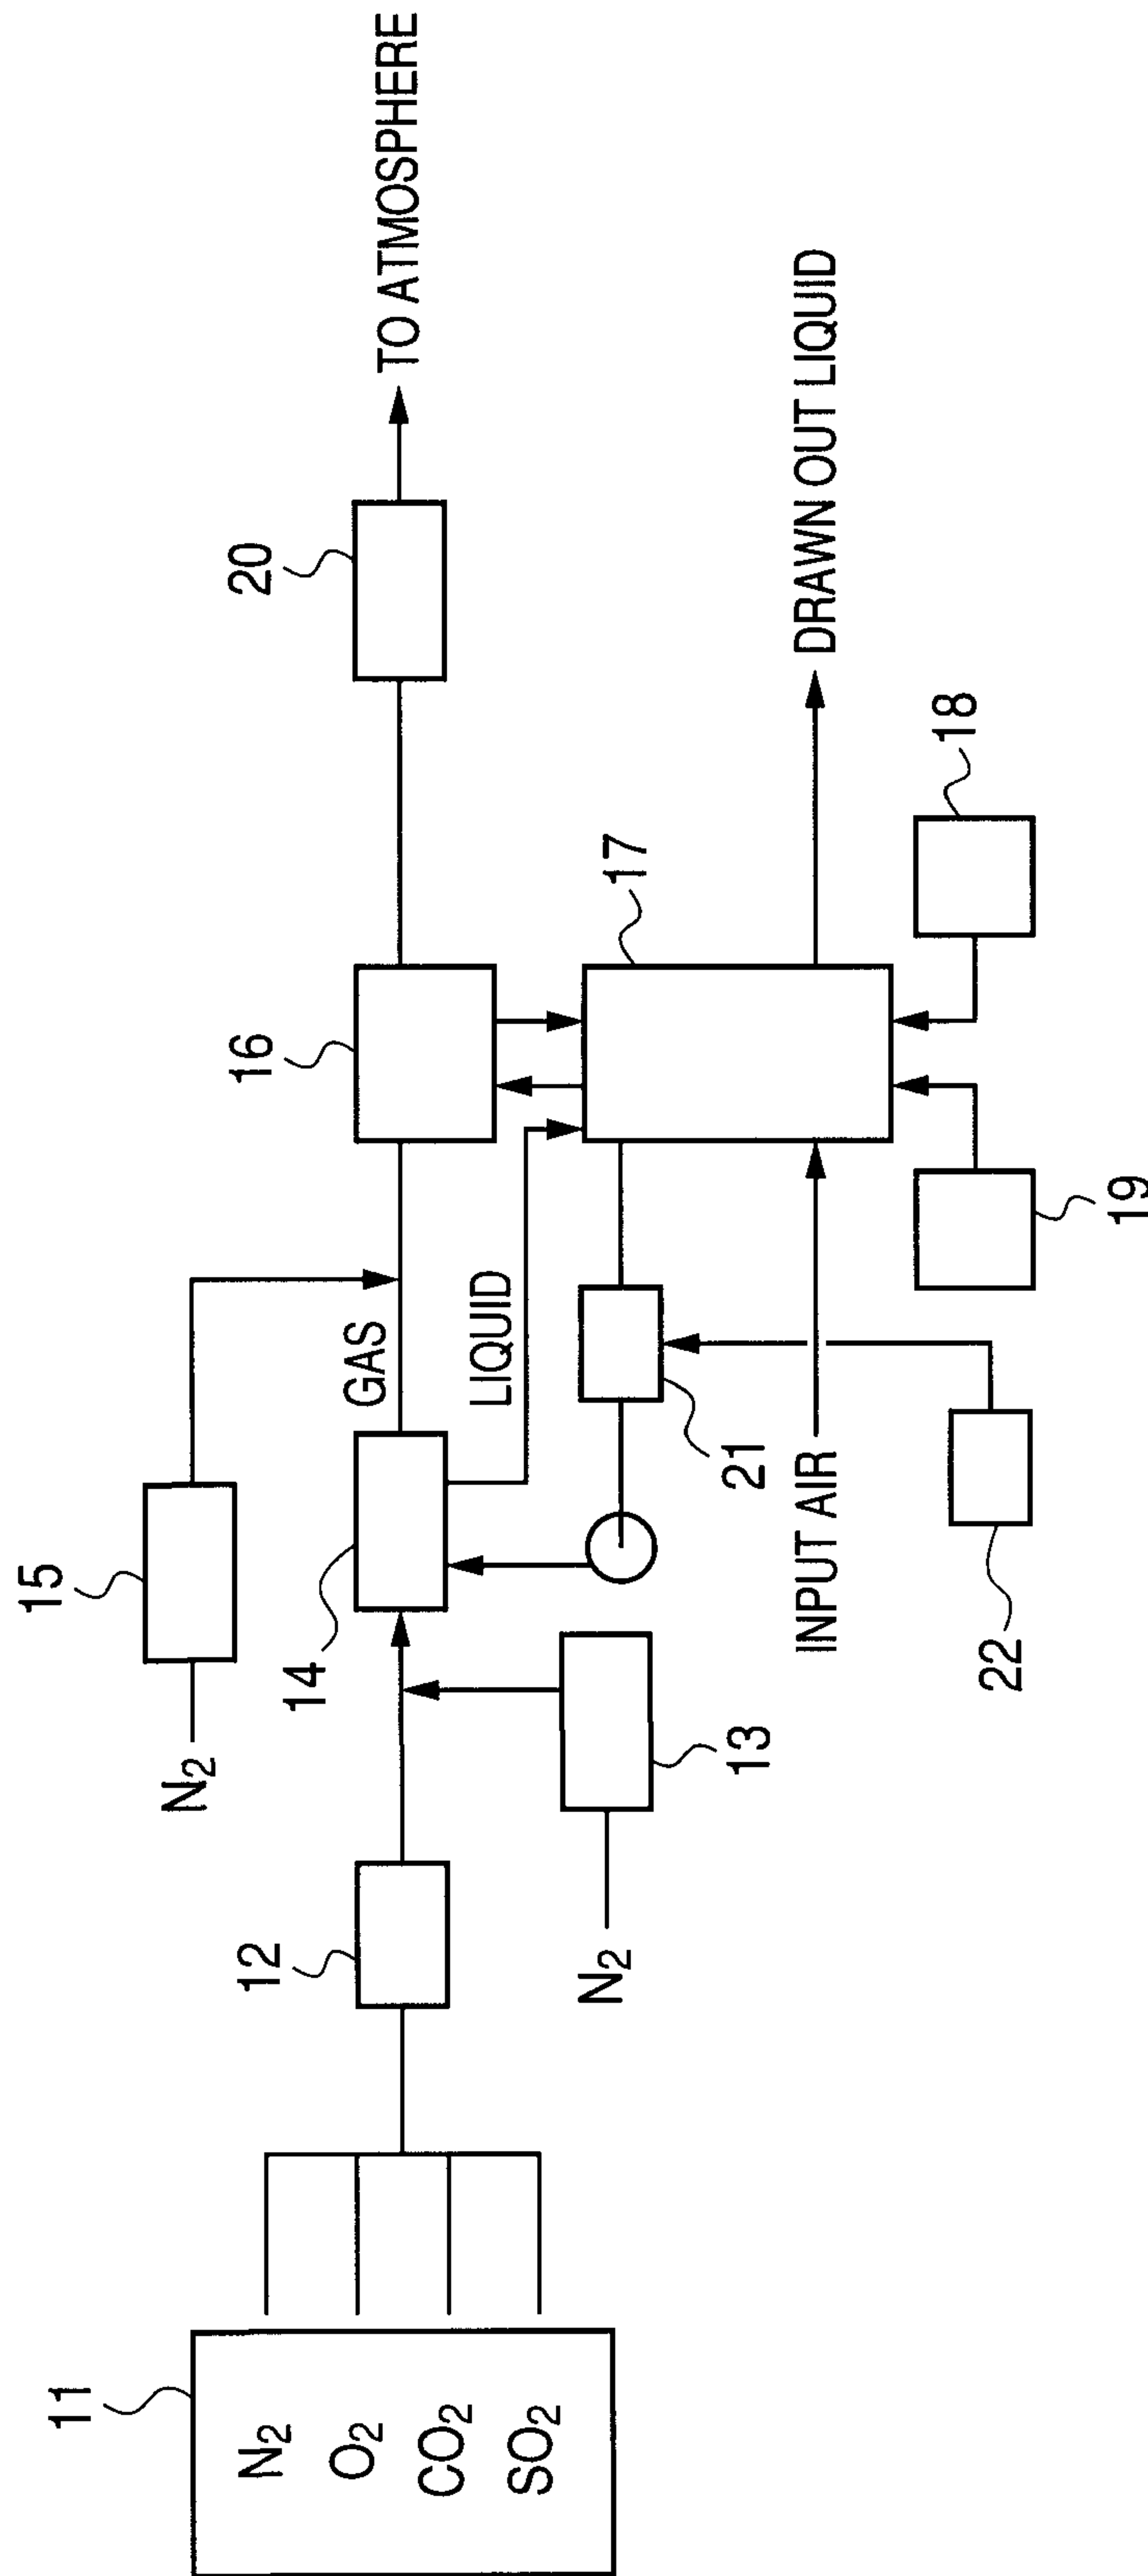 11
N₂
O₂
CO₂
SO₂
12
N₂
13
N₂
15
14
GAS
LIQUID
21
INPUT AIR
22
16
17
19
18
20
TO ATMOSPHERE
DRAWN OUT LIQUID